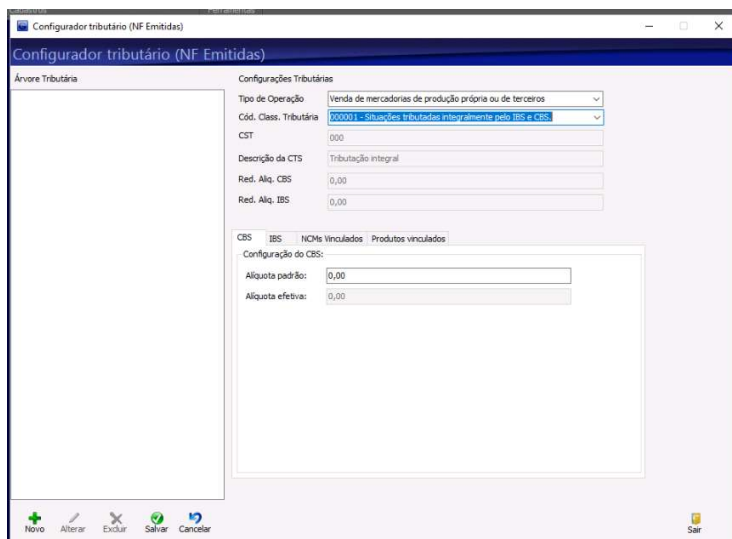 Cadastros Ferramentas
Configurador tributário (NF Emitidas)
Configurador tributário (NF Emitidas)
Árvore Tributária
Configurações Tributárias
Tipo de Operação Venda de mercadorias de produção própria ou de terceiros
Cód. Class. Tributária 000001 - Situações tributadas integralmente pelo IBS e CBS.
CST 000
Descrição da CTS Tributação integral
Red. Aliq. CBS 0,00
Red. Aliq. IBS 0,00
CBS IBS NCMs Vinculados Produtos vinculados
Configuração do CBS:
Alíquota padrão: 0,00
Alíquota efetiva: 0,00
Novo Alterar Excluir Salvar Cancelar Sair